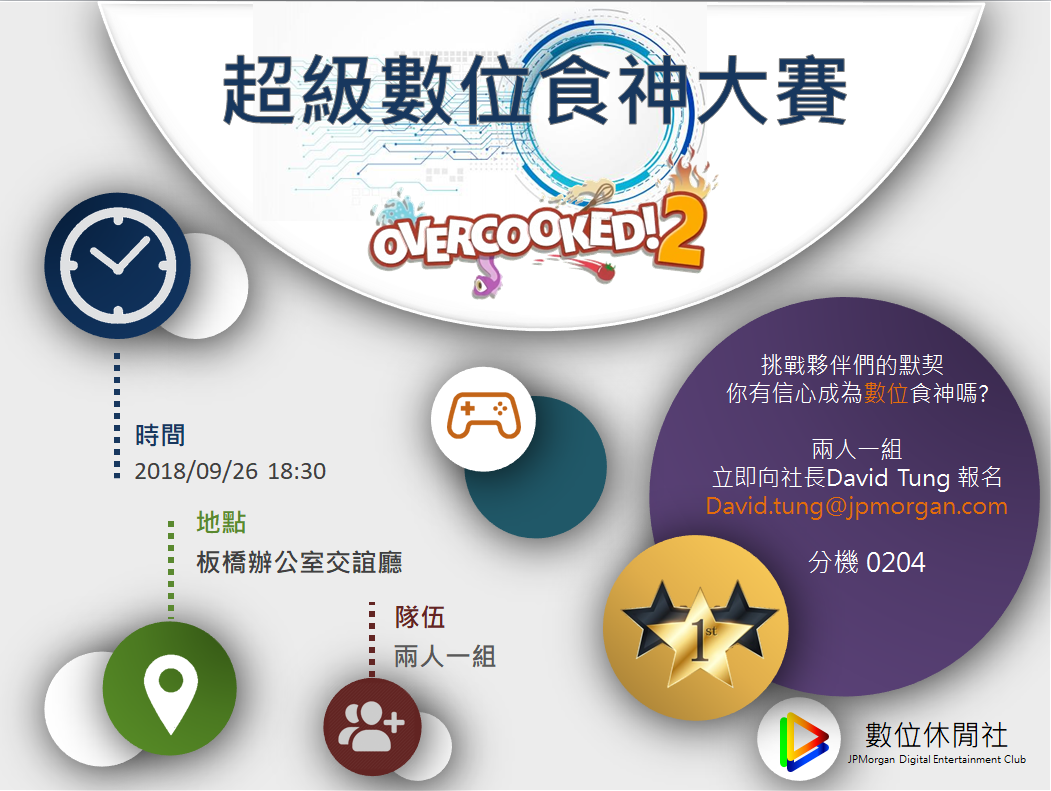 超級數位食神大賽
OVERCOOKED! 2
時間
2018/09/26 18:30
地點
板橋辦公室交誼廳
隊伍
兩人一組
挑戰夥伴們的默契
你有信心成為數位食神嗎?
兩人一組
立即向社長David Tung 報名
David.tung@jpmorgan.com
分機 0204
1st
數位休閒社
JPMorgan Digital Entertainment Club